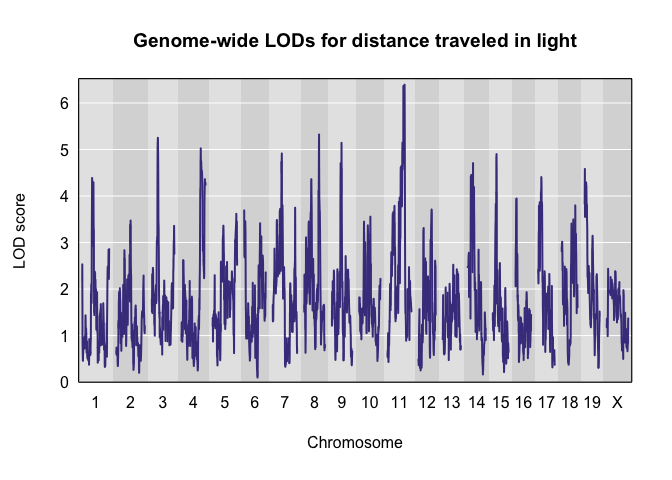 Genome-wide LODs for distance traveled in light
LOD score
6
5
4
3
2
1
0
1 2 3 4 5 6 7 8 9 10 11 12 13 14 15 16 17 18 19 X
Chromosome